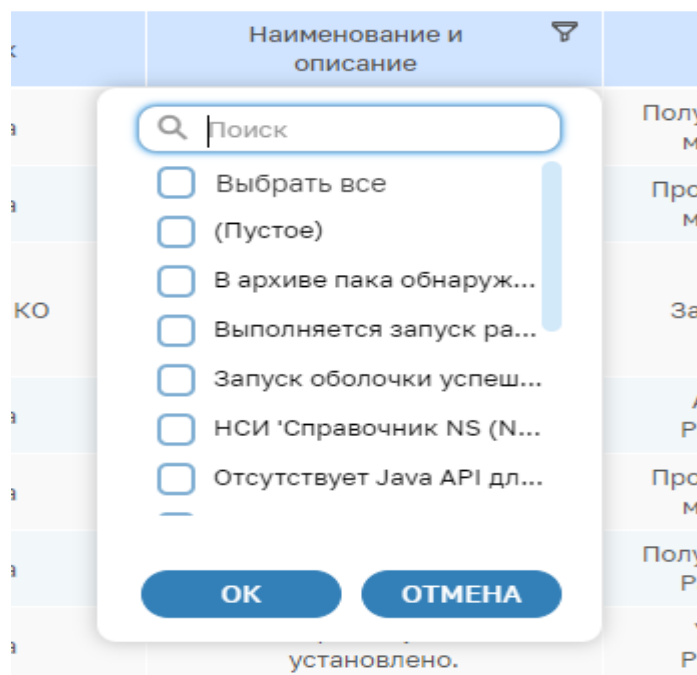 Наименование и
описание
Поиск
Выбрать все
(Пустое)
В архиве пака обнаруж...
Выполняется запуск ра...
Запуск оболочки успеш...
НСИ 'Справочник NS (N...
Отсутствует Java API дл...
ОК
ОТМЕНА
КО
установлено.